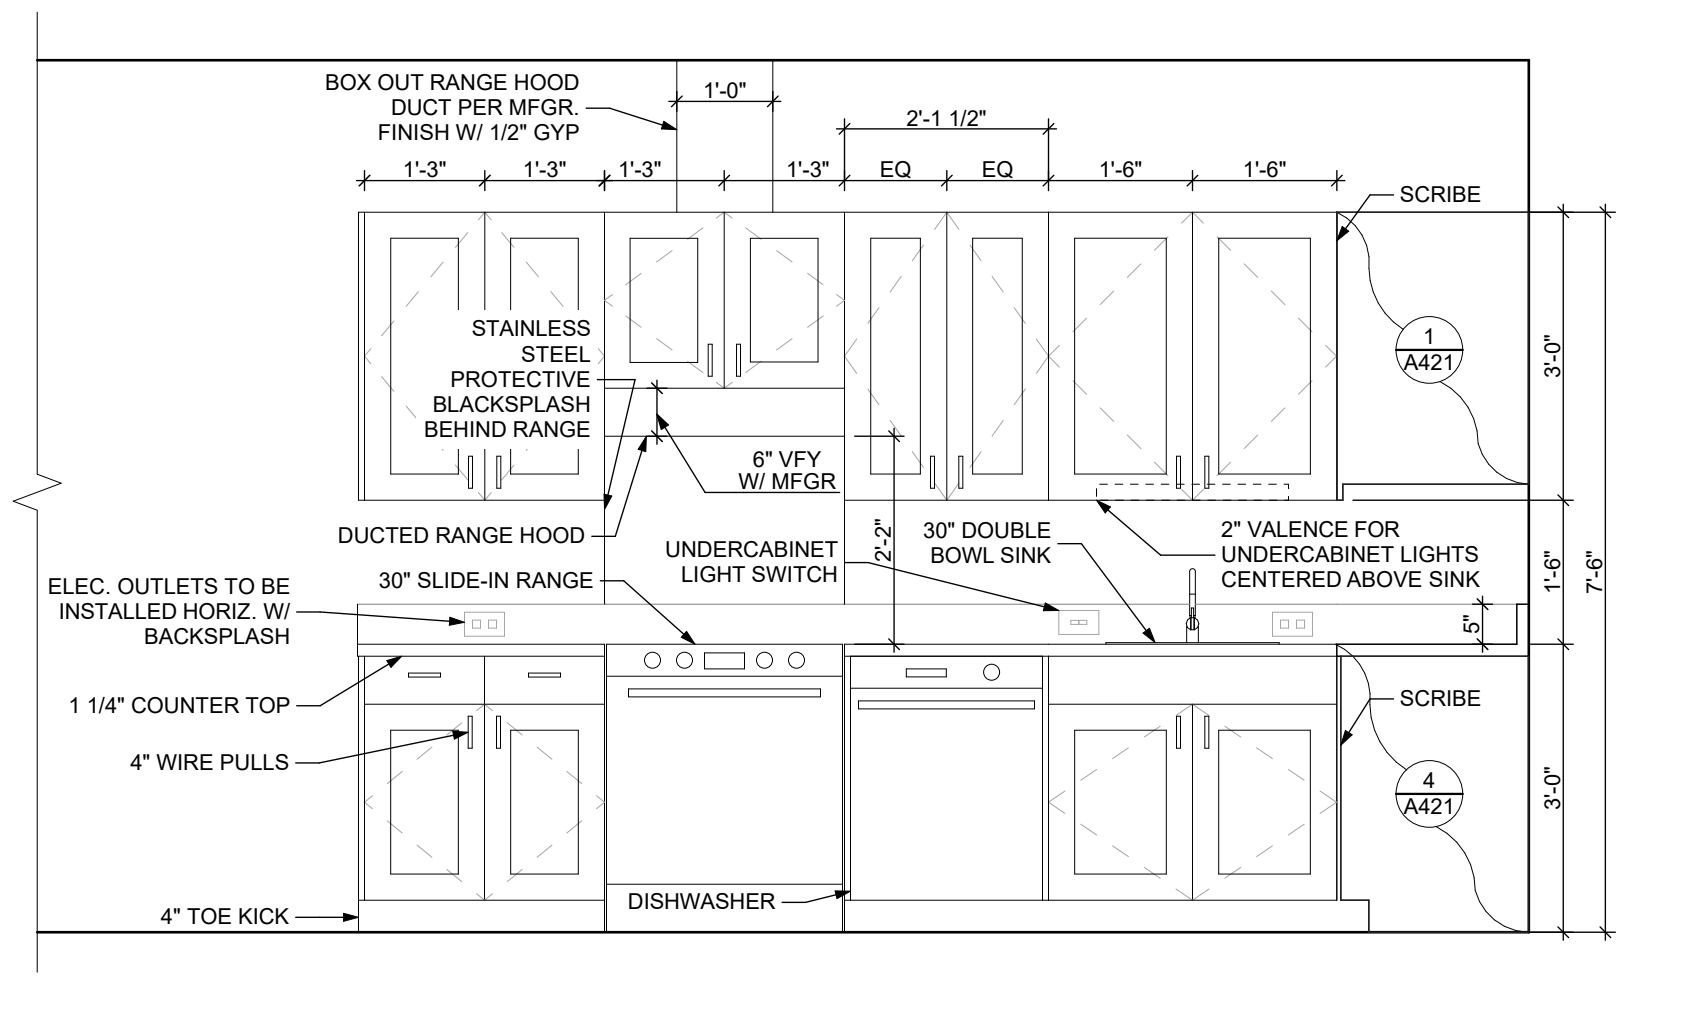 BOX OUT RANGE HOOD
DUCT PER MFGR.
FINISH W/ 1/2" GYP
1'-0"
2'-1 1/2"
1'-3"
1'-3"
1'-3"
1'-3"
EQ
EQ
1'-6"
1'-6"
SCRIBE
STAINLESS
STEEL
PROTECTIVE
BLACKSPLASH
BEHIND RANGE
1
A421
3'-0"
6" VFY
W/ MFGR
DUCTED RANGE HOOD
UNDERCABINET
LIGHT SWITCH
2'-2"
30" DOUBLE
BOWL SINK
2" VALENCE FOR
UNDERCABINET LIGHTS
CENTERED ABOVE SINK
1'-6"
7'-6"
30" SLIDE-IN RANGE
ELEC. OUTLETS TO BE
INSTALLED HORIZ. W/
BACKSPLASH
5"
1 1/4" COUNTER TOP
SCRIBE
4" WIRE PULLS
4
A421
3'-0"
DISHWASHER
4" TOE KICK